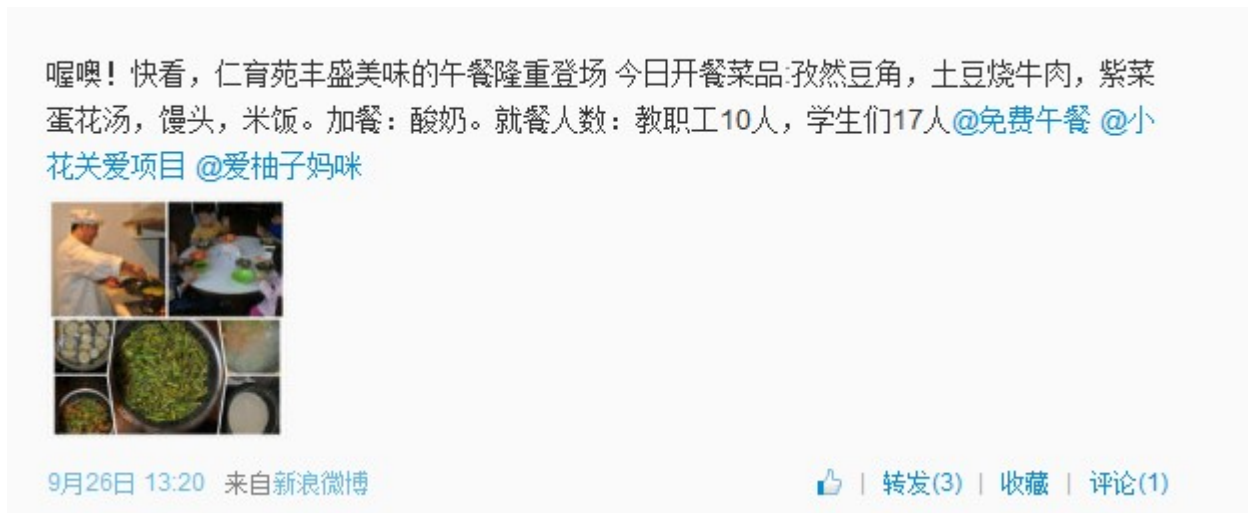 喔噢！快看，仁育苑丰盛美味的午餐隆重登场 今日开餐菜品:孜然豆角，土豆烧牛肉，紫菜
蛋花汤，馒头，米饭。加餐：酸奶。就餐人数：教职工10人，学生们17人@免费午餐 @小
花关爱项目 @爱柚子妈咪
9月26日 13:20 来自新浪微博 | 转发(3) | 收藏 | 评论(1)